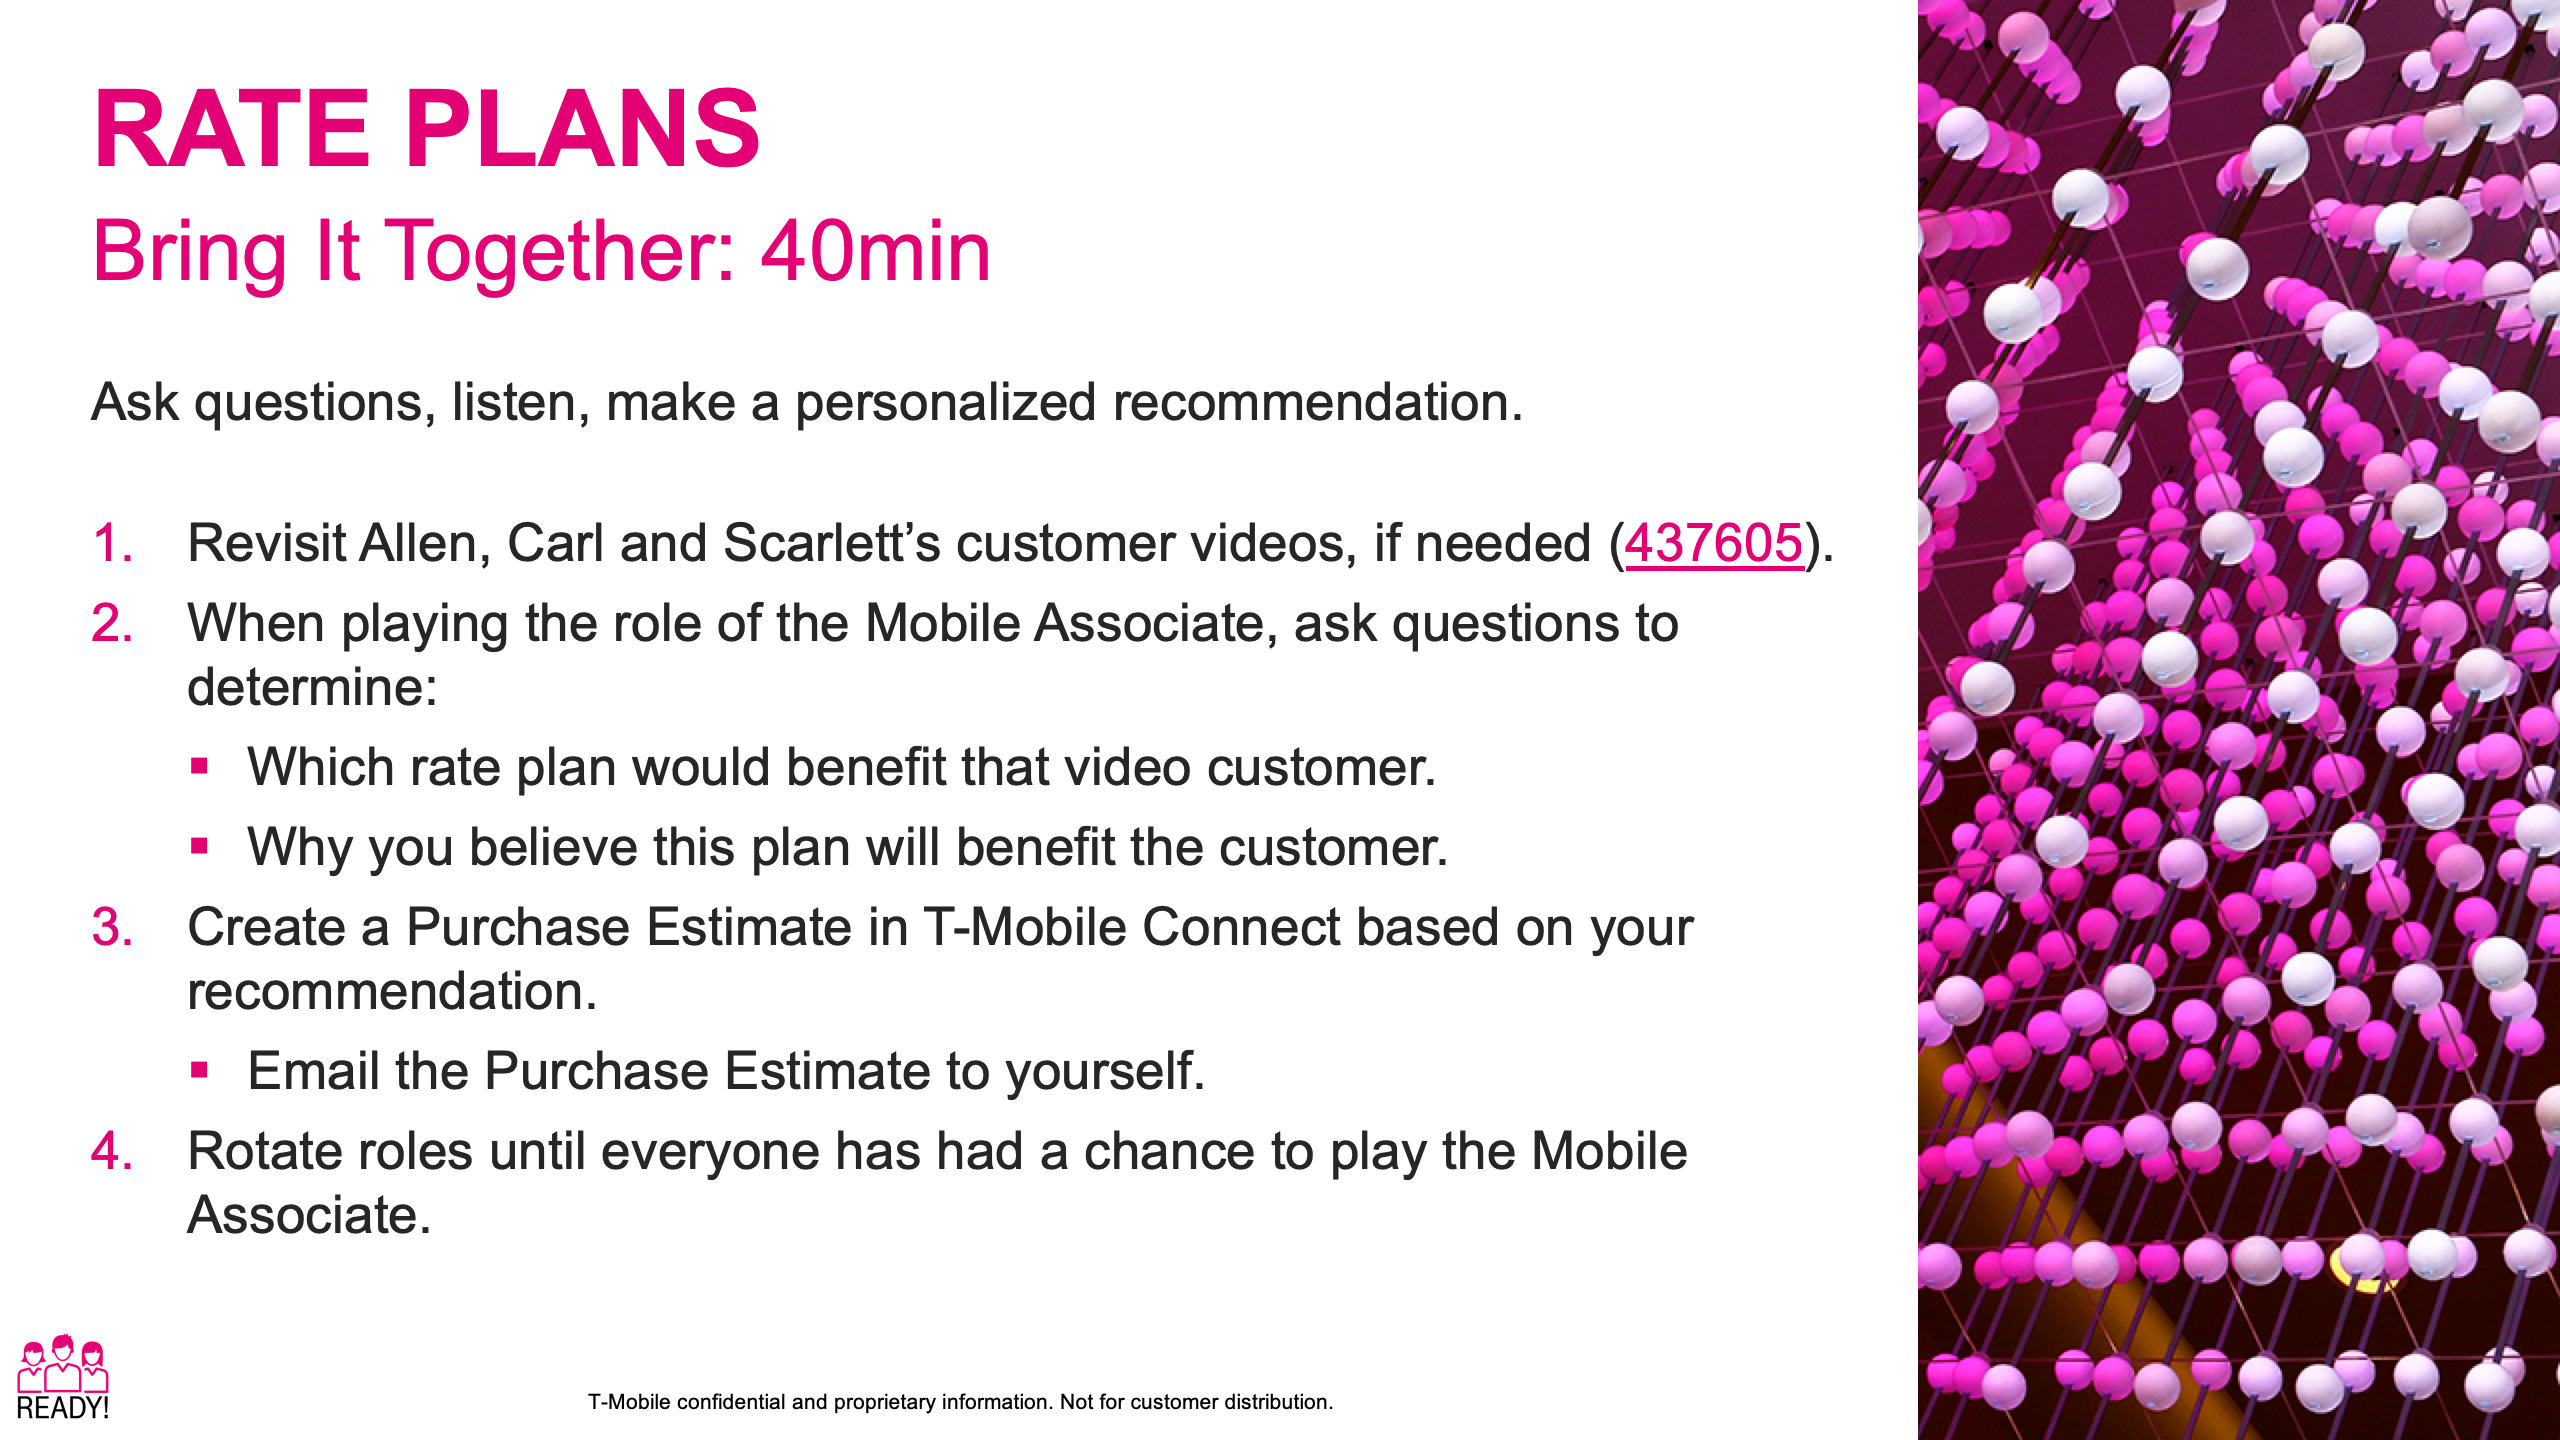 RATE PLANS
Bring It Together: 40min
Ask questions, listen, make a personalized recommendation.
1. Revisit Allen, Carl and Scarlett’s customer videos, if needed (437605).
2. When playing the role of the Mobile Associate, ask questions to
determine:
▪ Which rate plan would benefit that video customer.
▪ Why you believe this plan will benefit the customer.
3. Create a Purchase Estimate in T-Mobile Connect based on your
recommendation.
▪ Email the Purchase Estimate to yourself.
4. Rotate roles until everyone has had a chance to play the Mobile
Associate.
READY!
T-Mobile confidential and proprietary information. Not for customer distribution.